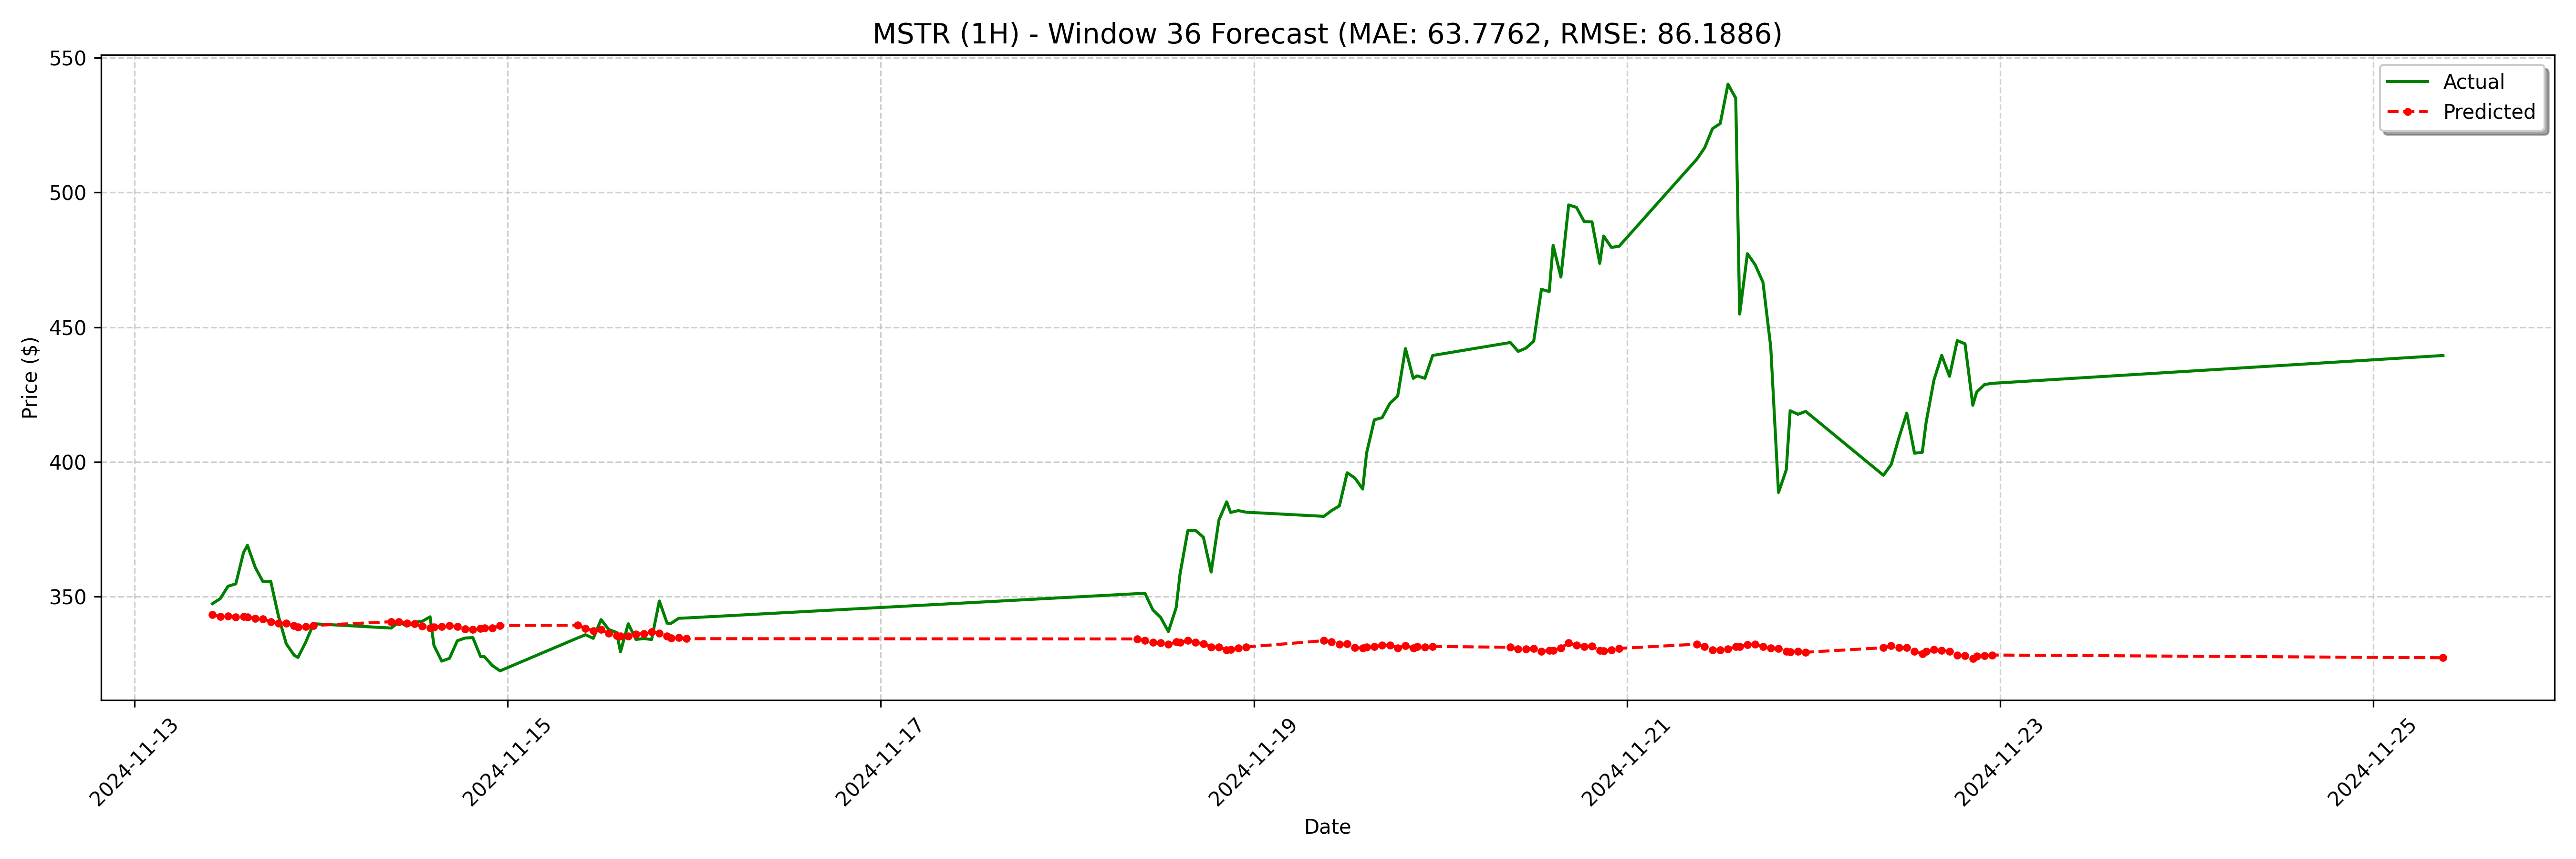 MSTR (1H) - Window 36 Forecast (MAE: 63.7762, RMSE: 86.1886)
Actual
Predicted
Price ($)
550
500
450
400
350
2024-11-13
2024-11-15
2024-11-17
2024-11-19
2024-11-21
2024-11-23
2024-11-25
Date